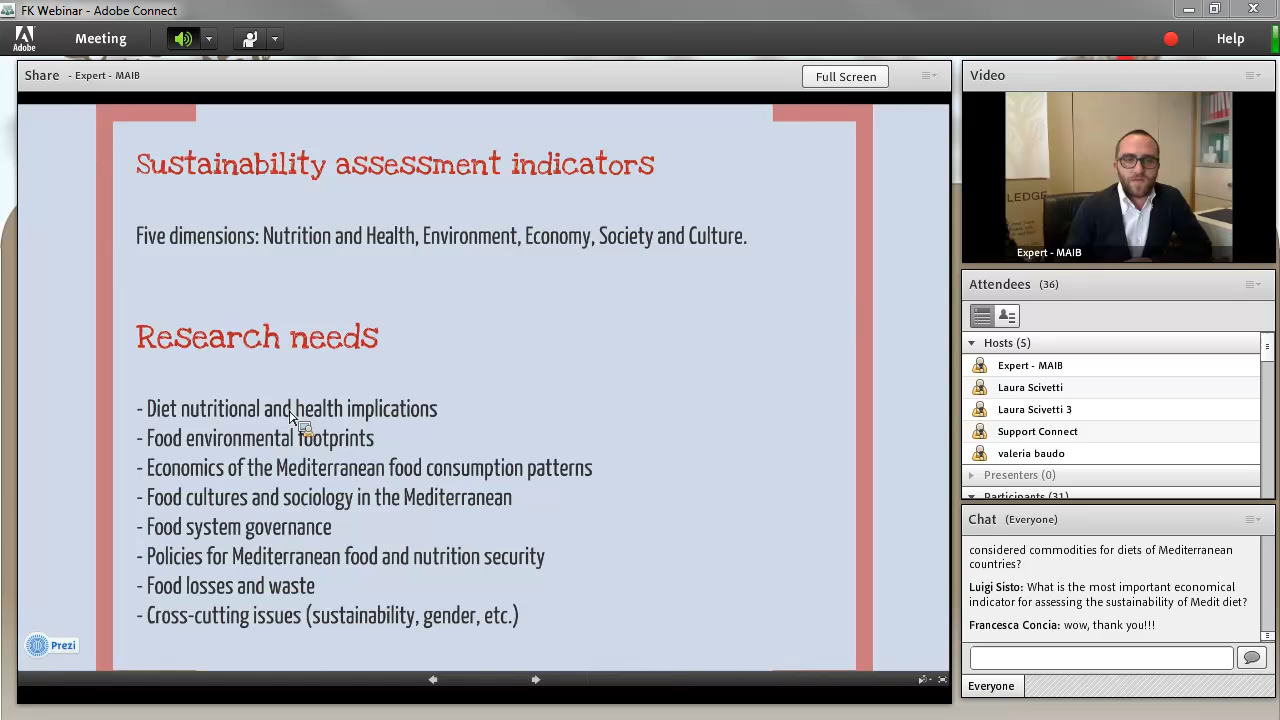 FK Webinar - Adobe Connect
Adobe
Meeting
Help
Share - Expert - MAIB
Full Screen
Sustainability assessment indicators
Five dimensions: Nutrition and Health, Environment, Economy, Society and Culture.
Research needs
- Diet nutritional and health implications
- Food environmental footprints
- Economics of the Mediterranean food consumption patterns
- Food cultures and sociology in the Mediterranean
- Food system governance
- Policies for Mediterranean food and nutrition security
- Food losses and waste
- Cross-cutting issues (sustainability, gender, etc.)
Prezi
Video
LEDGE
Expert - MAIB
Attendees (36)
Hosts (5)
Expert - MAIB
Laura Scivetti
Laura Scivetti 3
Support Connect
valeria baudo
Presenters (0)
Participants (31)
Chat (Everyone)
considered commodities for diets of Mediterranean
countries?
Luigi Sisto: What is the most important economical
indicator for assessing the sustainability of Medit diet?
Francesca Concia: wow, thank you!!!
Everyone